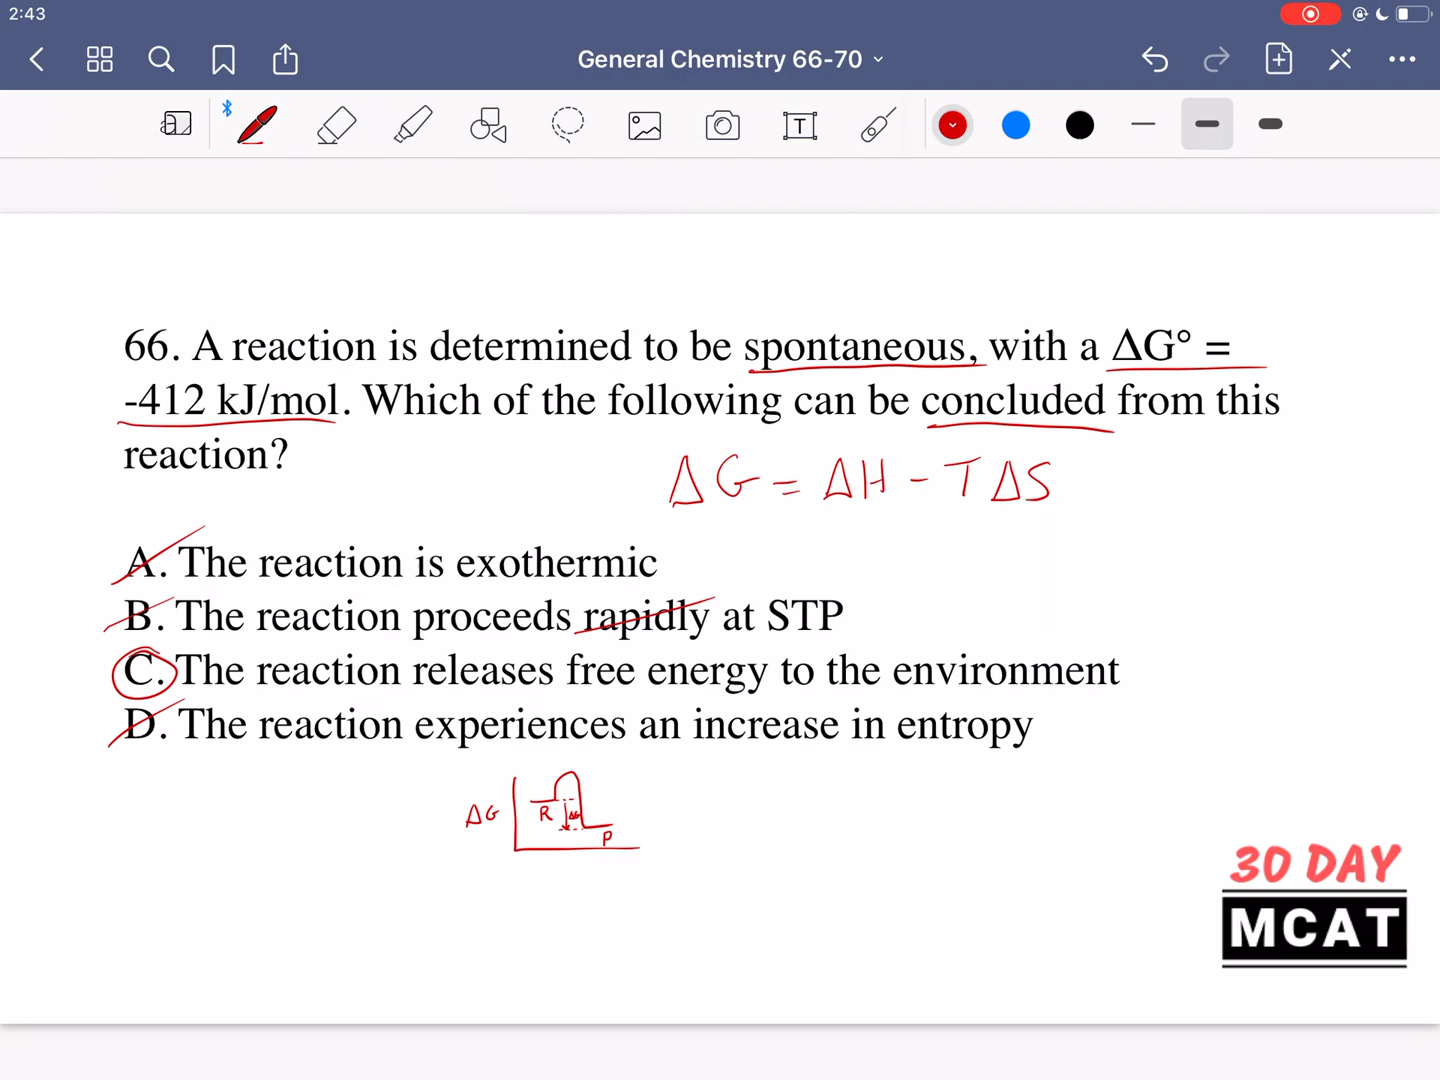 2:43
General Chemistry 66-70
66. A reaction is determined to be spontaneous, with a ΔG° =
-412 kJ/mol. Which of the following can be concluded from this
reaction?
ΔG = ΔH - TΔS
A. The reaction is exothermic
B. The reaction proceeds rapidly at STP
C. The reaction releases free energy to the environment
D. The reaction experiences an increase in entropy
ΔG
R
ΔG
P
30 DAY
MCAT